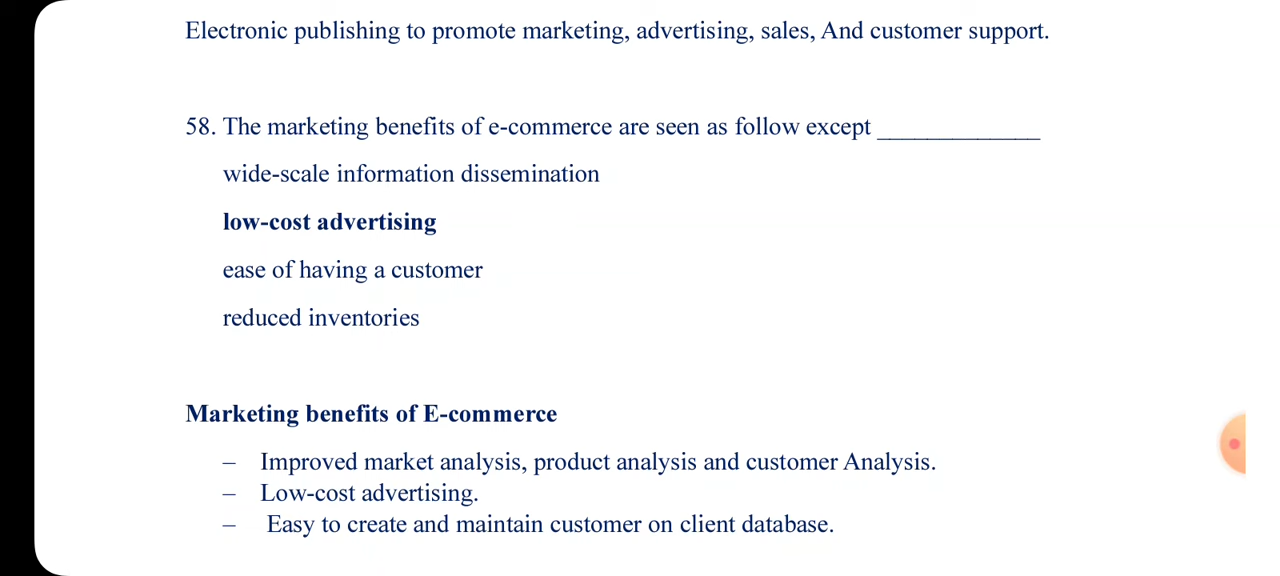 Electronic publishing to promote marketing, advertising, sales, And customer support.
58. The marketing benefits of e-commerce are seen as follow except _____________
wide-scale information dissemination
low-cost advertising
ease of having a customer
reduced inventories
Marketing benefits of E-commerce
– Improved market analysis, product analysis and customer Analysis.
– Low-cost advertising.
– Easy to create and maintain customer on client database.